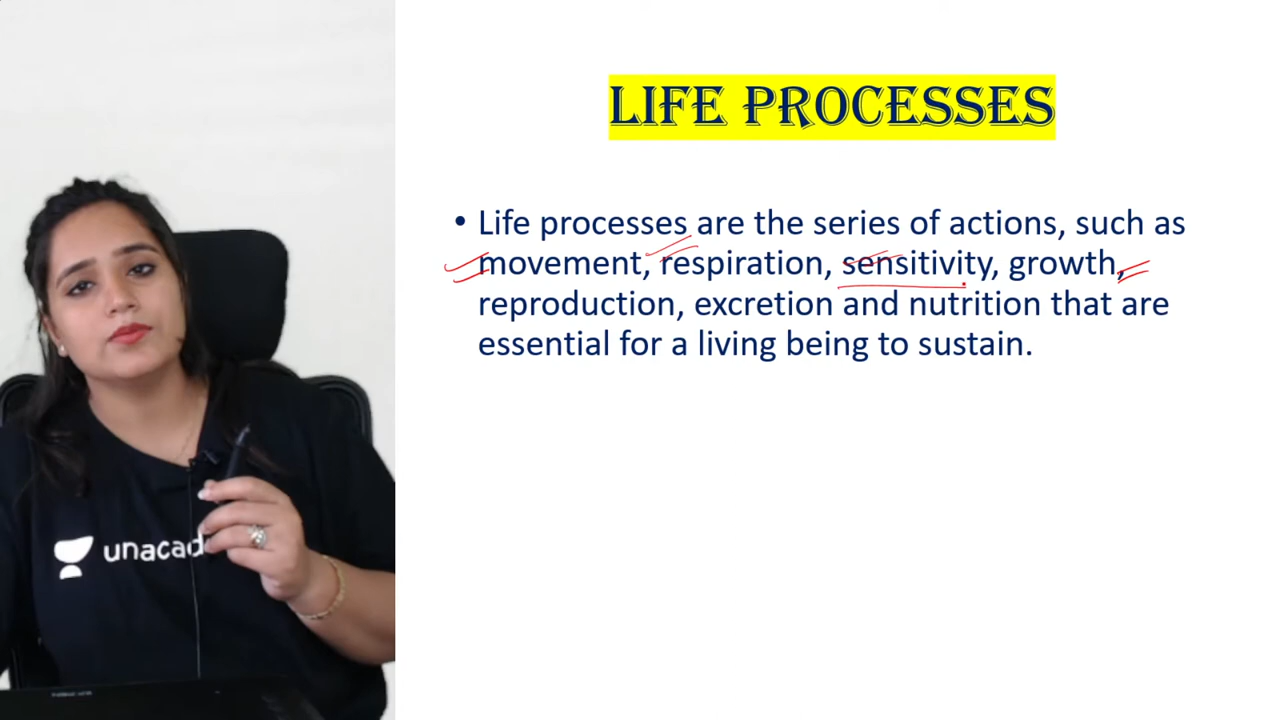 LIFE PROCESSES
• Life processes are the series of actions, such as
movement, respiration, sensitivity, growth,
reproduction, excretion and nutrition that are
essential for a living being to sustain.
unacad